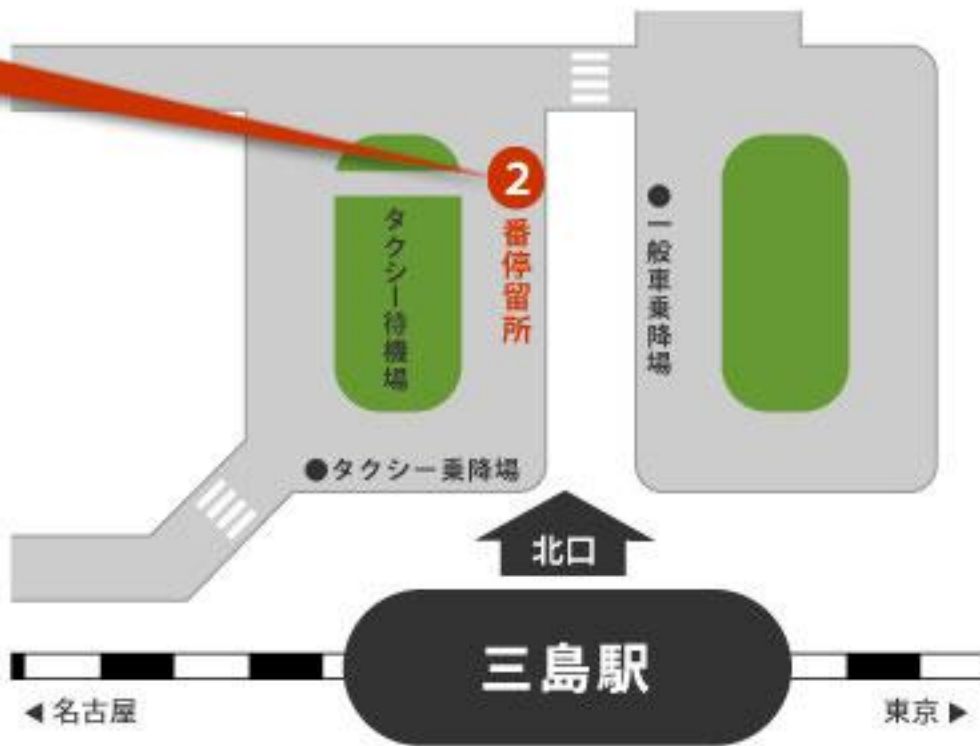 2
番停留所
タクシー待機場
●一般車乗降場
●タクシー乗降場
北口
三島駅
◀名古屋
東京▶